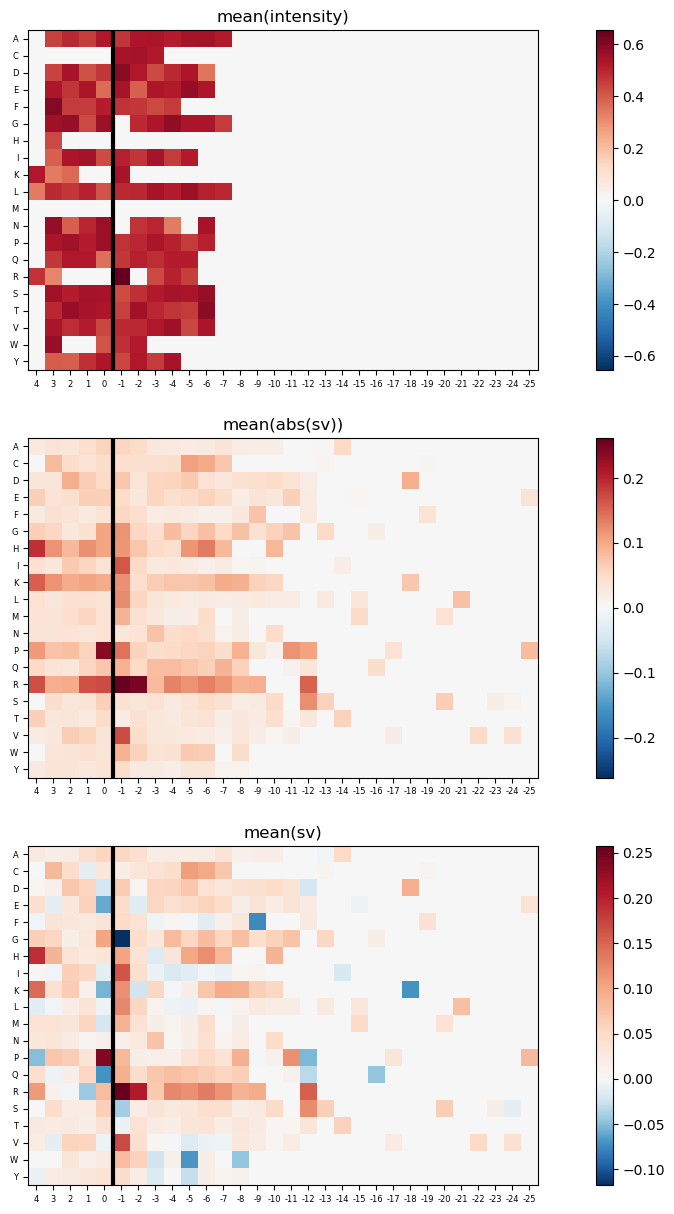 mean(intensity)
A
C
D
E
F
G
H
I
K
L
M
N
P
Q
R
S
T
V
W
Y
4 3 2 1 0 -1 -2 -3 -4 -5 -6 -7 -8 -9 -10 -11 -12 -13 -14 -15 -16 -17 -18 -19 -20 -21 -22 -23 -24 -25
0.6
0.4
0.2
0.0
−0.2
−0.4
−0.6
mean(abs(sv))
A
C
D
E
F
G
H
I
K
L
M
N
P
Q
R
S
T
V
W
Y
4 3 2 1 0 -1 -2 -3 -4 -5 -6 -7 -8 -9 -10 -11 -12 -13 -14 -15 -16 -17 -18 -19 -20 -21 -22 -23 -24 -25
0.2
0.1
0.0
−0.1
−0.2
mean(sv)
A
C
D
E
F
G
H
I
K
L
M
N
P
Q
R
S
T
V
W
Y
4 3 2 1 0 -1 -2 -3 -4 -5 -6 -7 -8 -9 -10 -11 -12 -13 -14 -15 -16 -17 -18 -19 -20 -21 -22 -23 -24 -25
0.25
0.20
0.15
0.10
0.05
0.00
−0.05
−0.10